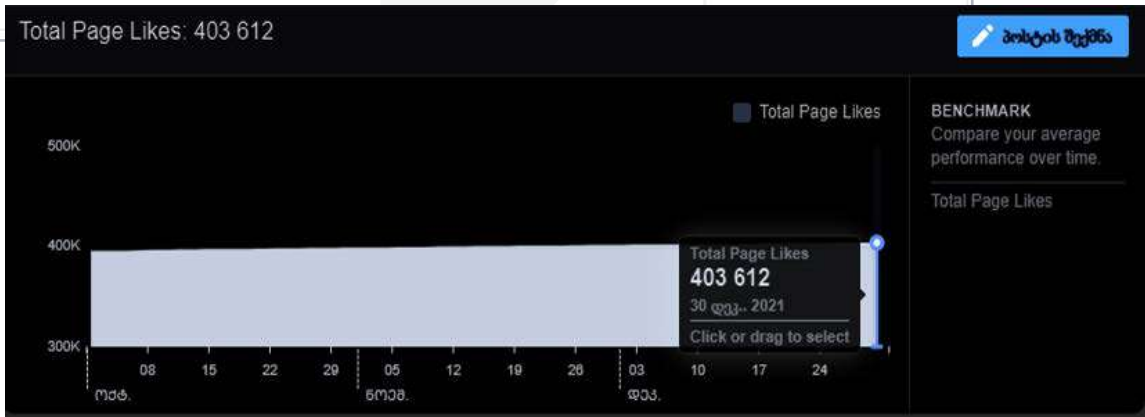 Total Page Likes: 403 612
პოსტის შექმნა
Total Page Likes
BENCHMARK
Compare your average
performance over time.
Total Page Likes
500K
400K
300K
Total Page Likes
403 612
30 დეკ.. 2021
Click or drag to select
08 15 22 29 05 12 19 26 03 10 17 24
ოქტ. ნოემ. დეკ.